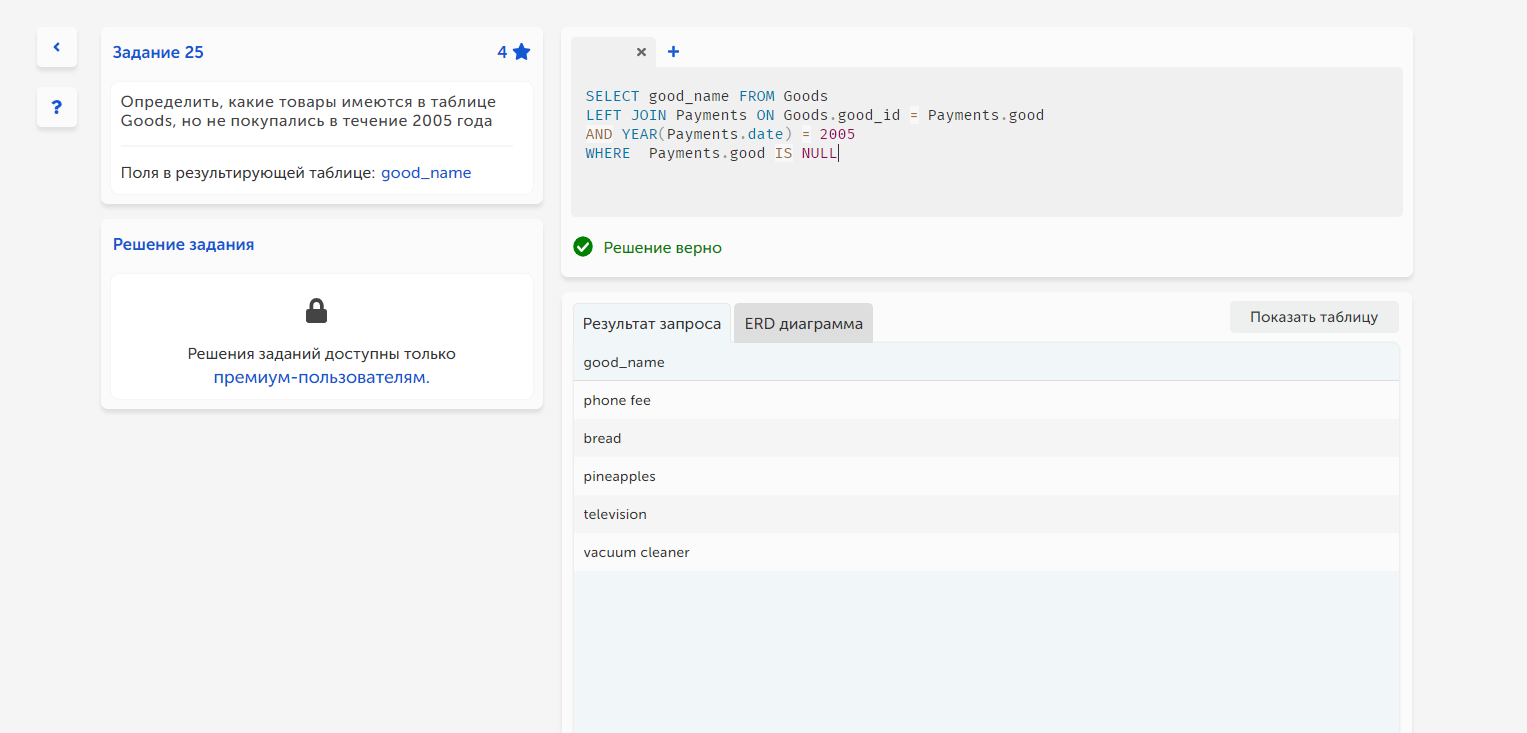 Задание 25
4
?
Определить, какие товары имеются в таблице
Goods, но не покупались в течение 2005 года
Поля в результирующей таблице: good_name
Решение задания
Решения заданий доступны только
премиум-пользователям.
SELECT good_name FROM Goods
LEFT JOIN Payments ON Goods.good_id = Payments.good
AND YEAR(Payments.date) = 2005
WHERE  Payments.good IS NULL
Решение верно
Результат запроса
ERD диаграмма
Показать таблицу
good_name
phone fee
bread
pineapples
television
vacuum cleaner